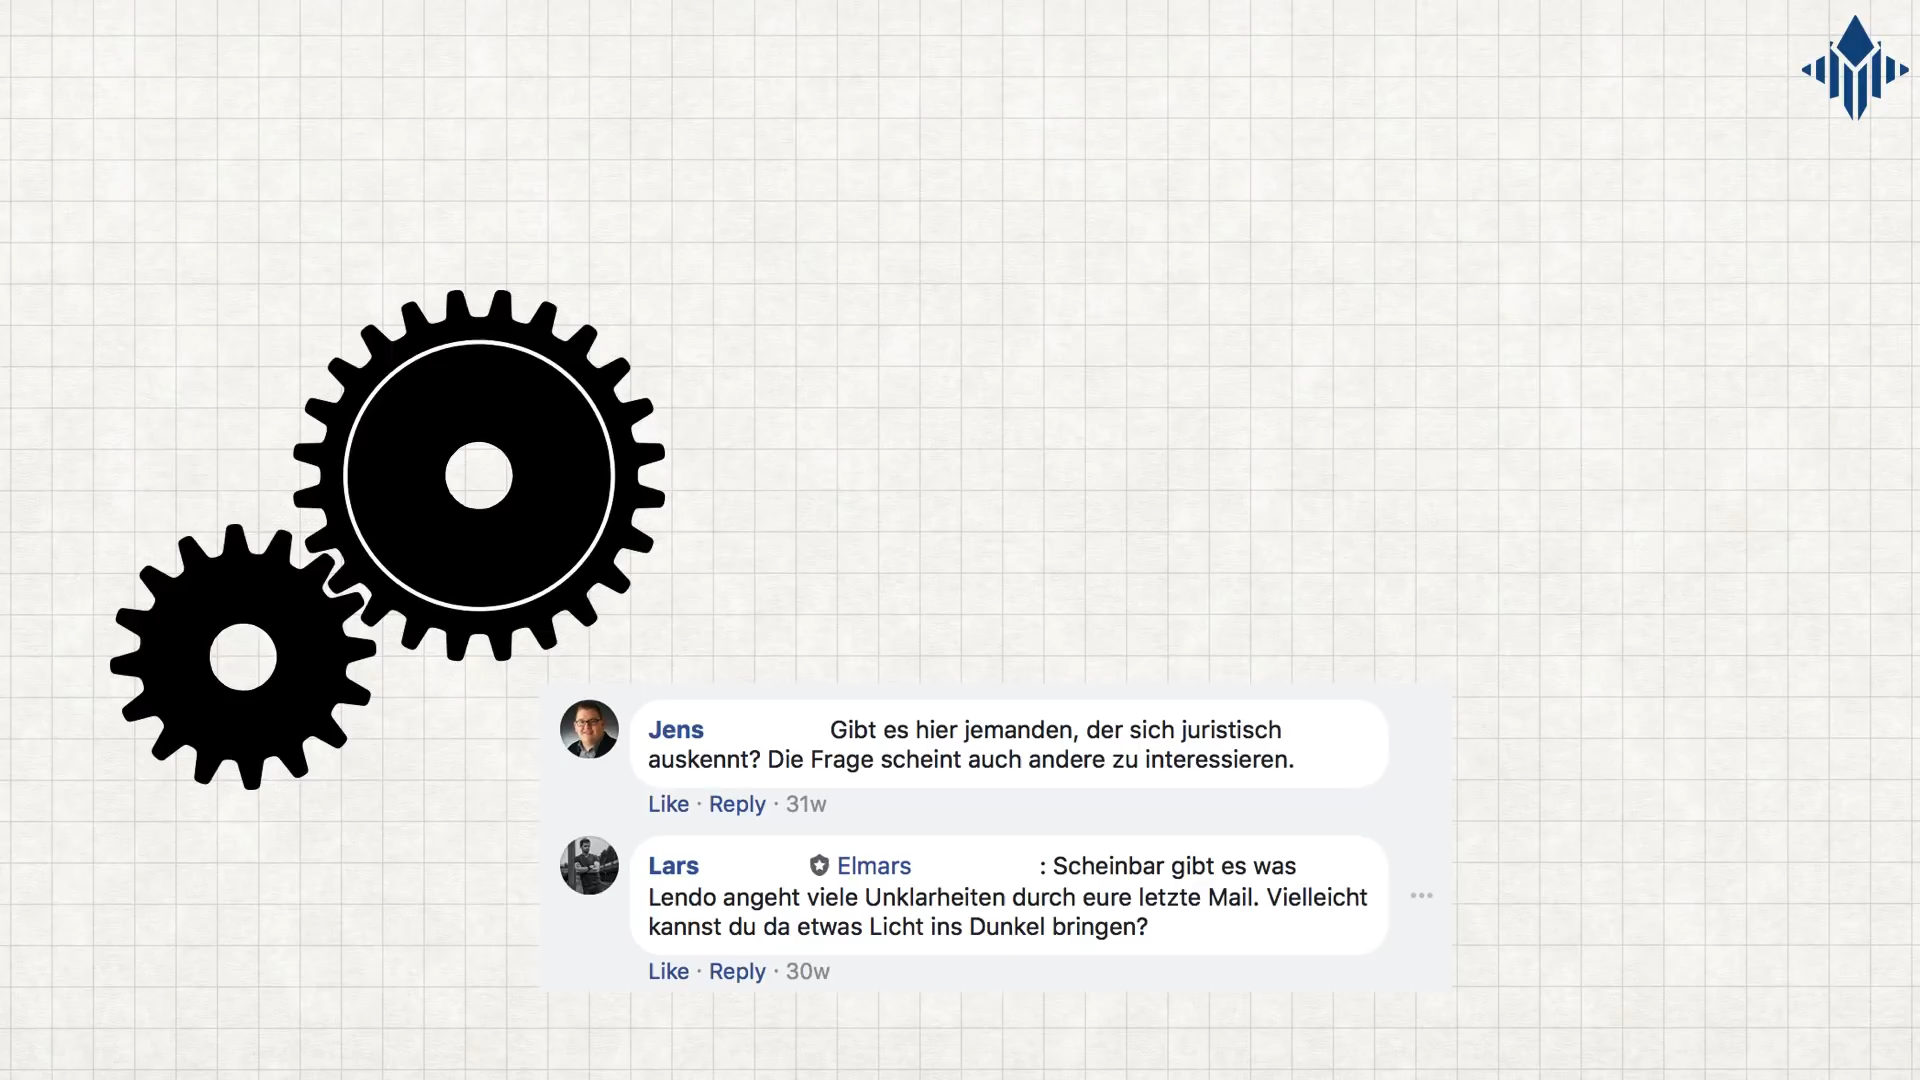 Jens Gibt es hier jemanden, der sich juristisch
auskennt? Die Frage scheint auch andere zu interessieren.
Like · Reply · 31w
Lars Elmars : Scheinbar gibt es was
Lendo angeht viele Unklarheiten durch eure letzte Mail. Vielleicht
kannst du da etwas Licht ins Dunkel bringen?
Like · Reply · 30w